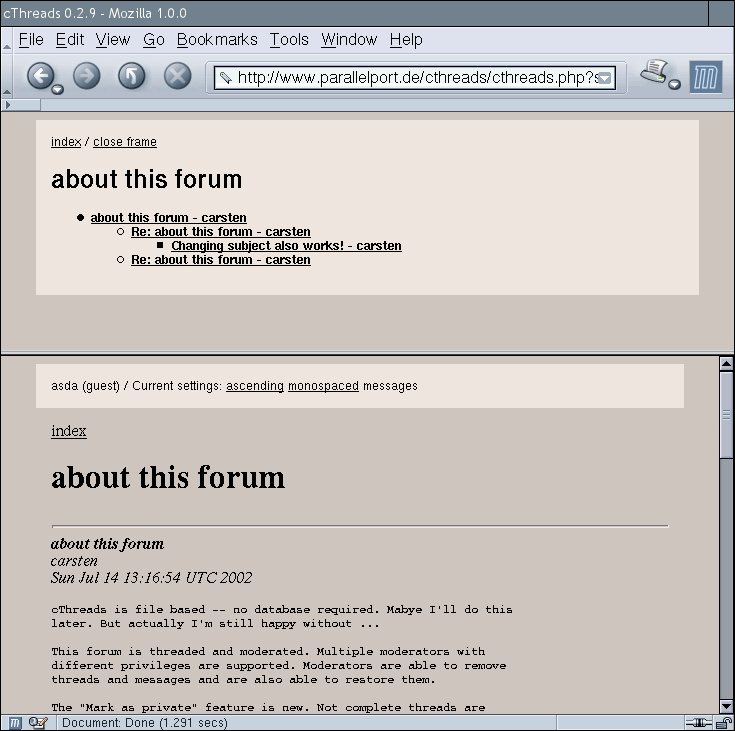 cThreads 0.2.9 - Mozilla 1.0.0
File Edit View Go Bookmarks Tools Window Help
http://www.parallelport.de/cthreads/cthreads.php?s
index / close frame
about this forum
about this forum - carsten
Re: about this forum - carsten
Changing subject also works! - carsten
Re: about this forum - carsten
asda (guest) / Current settings: ascending monospaced messages
index
about this forum
about this forum
carsten
Sun Jul 14 13:16:54 UTC 2002
cThreads is file based -- no database required. Mabye I'll do this
later. But actually I'm still happy without ...
This forum is threaded and moderated. Multiple moderators with
different privileges are supported. Moderators are able to remove
threads and messages and are also able to restore them.
The "Mark as private" feature is new. Not complete threads are
Document: Done (1.291 secs)